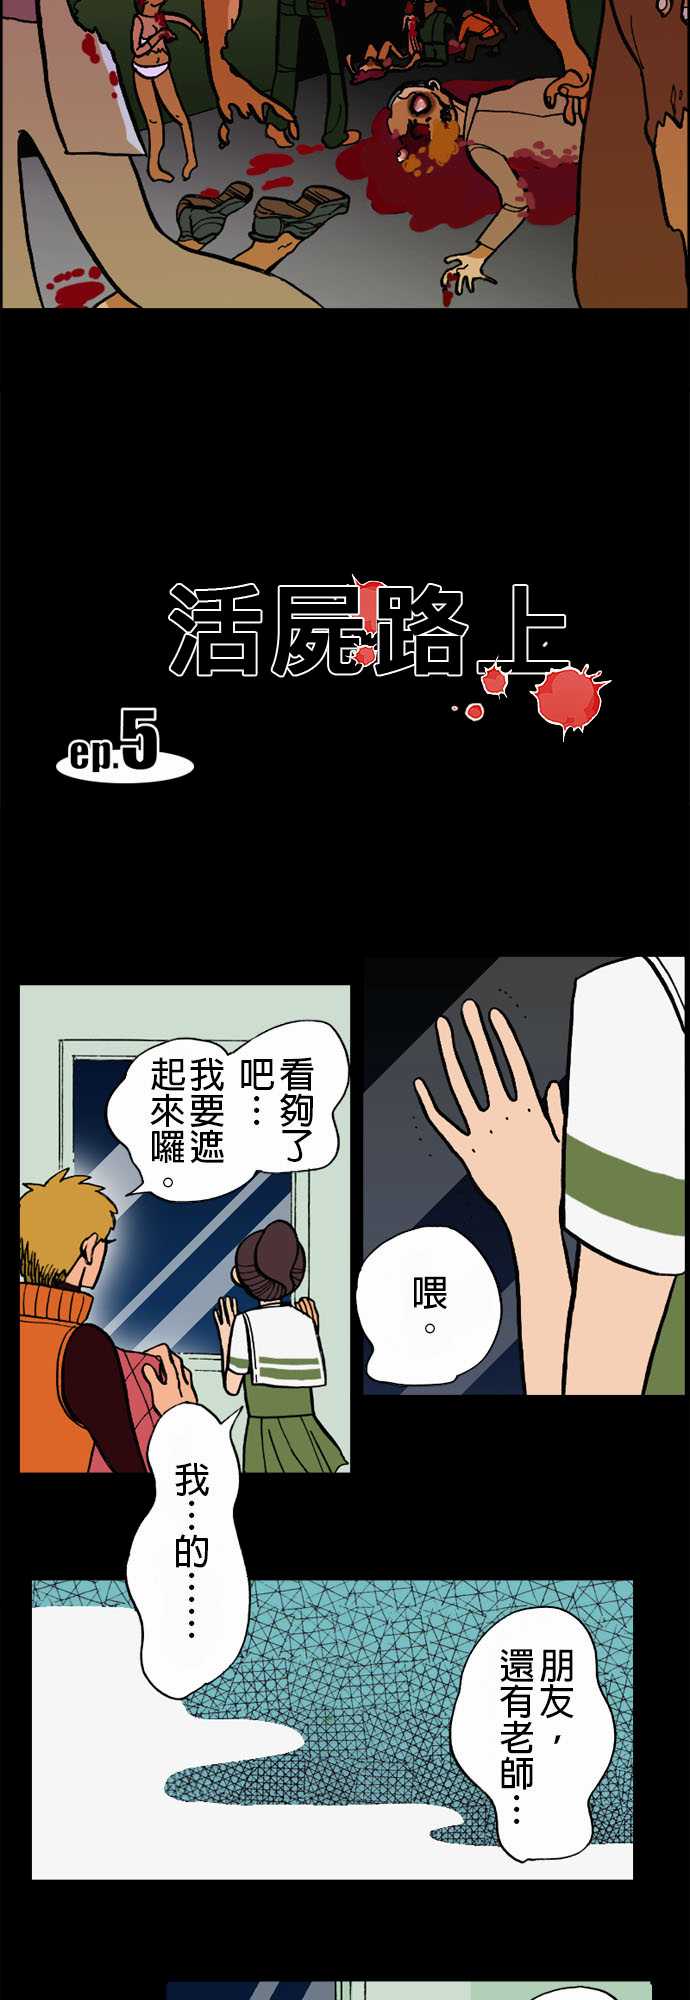 活屍路上
ep.5
喂。
看夠了
吧…
我要遮
起來囉。
我…的……
朋友，
還有老師…